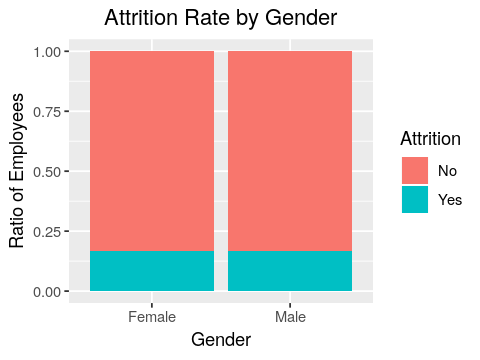 Attrition Rate by Gender
Ratio of Employees
1.00
0.75
0.50
0.25
0.00
Female Male
Gender
Attrition
No
Yes